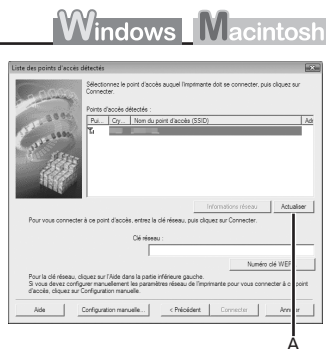 Windows Macintosh
Liste des points d'accès détectés
Sélectionnez le point d'accès auquel l'imprimante doit se connecter, puis cliquez sur
Connecter.
Points d'accès détectés :
Pui... Cry... Nom du point d'accès (SSID) Adr
Informations réseau Actualiser
Pour vous connecter à ce point d'accès, entrez la clé réseau, puis cliquez sur Connecter.
Clé réseau :
Numéro clé WEP
Pour la clé réseau, cliquez sur l'Aide dans la partie inférieure gauche.
Si vous devez configurer manuellement les paramètres réseau de l'imprimante pour vous connecter à ce point
d'accès, cliquez sur Configuration manuelle.
Aide Configuration manuelle... < Précédent Connecter
A